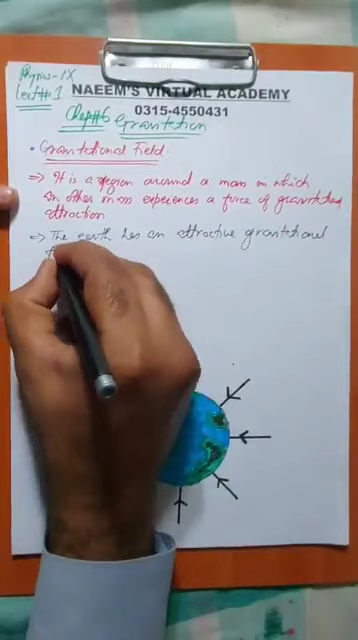 Physics-IX
Lect# 1
NAEEM'S VIRTUAL ACADEMY
0315-4550431
Chap#6 Gravitation
• Gravitational Field.
⇒ It is a region around a mass in which
an other mass experiences a force of gravitational
attraction
⇒ The earth has an attractive gravitational